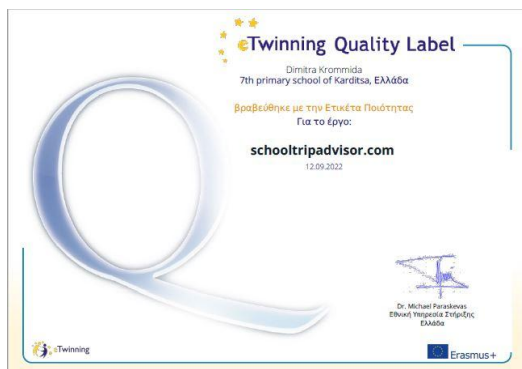 eTwinning Quality Label
Dimitra Krommida
7th primary school of Karditsa, Ελλάδα
βραβεύθηκε με την Ετικέτα Ποιότητας
Για το έργο:
schooltripadvisor.com
12.09.2022
Dr. Michael Paraskevas
Εθνική Υπηρεσία Στήριξης
Ελλάδα
eTwinning
Erasmus+